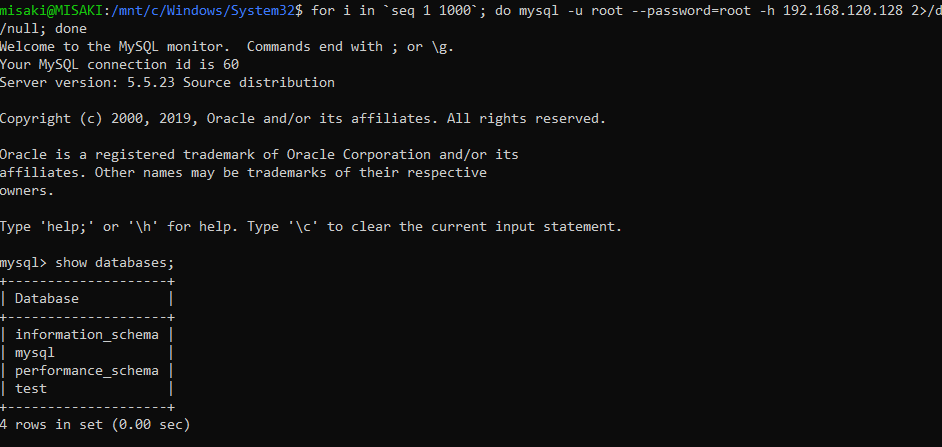 misaki@MISAKI:/mnt/c/Windows/System32$ for i in `seq 1 1000`; do mysql -u root --password=root -h 192.168.120.128 2>/d
/null; done
Welcome to the MySQL monitor.  Commands end with ; or \g.
Your MySQL connection id is 60
Server version: 5.5.23 Source distribution

Copyright (c) 2000, 2019, Oracle and/or its affiliates. All rights reserved.

Oracle is a registered trademark of Oracle Corporation and/or its
affiliates. Other names may be trademarks of their respective
owners.

Type 'help;' or '\h' for help. Type '\c' to clear the current input statement.

mysql> show databases;
+--------------------+
| Database           |
+--------------------+
| information_schema |
| mysql              |
| performance_schema |
| test               |
+--------------------+
4 rows in set (0.00 sec)